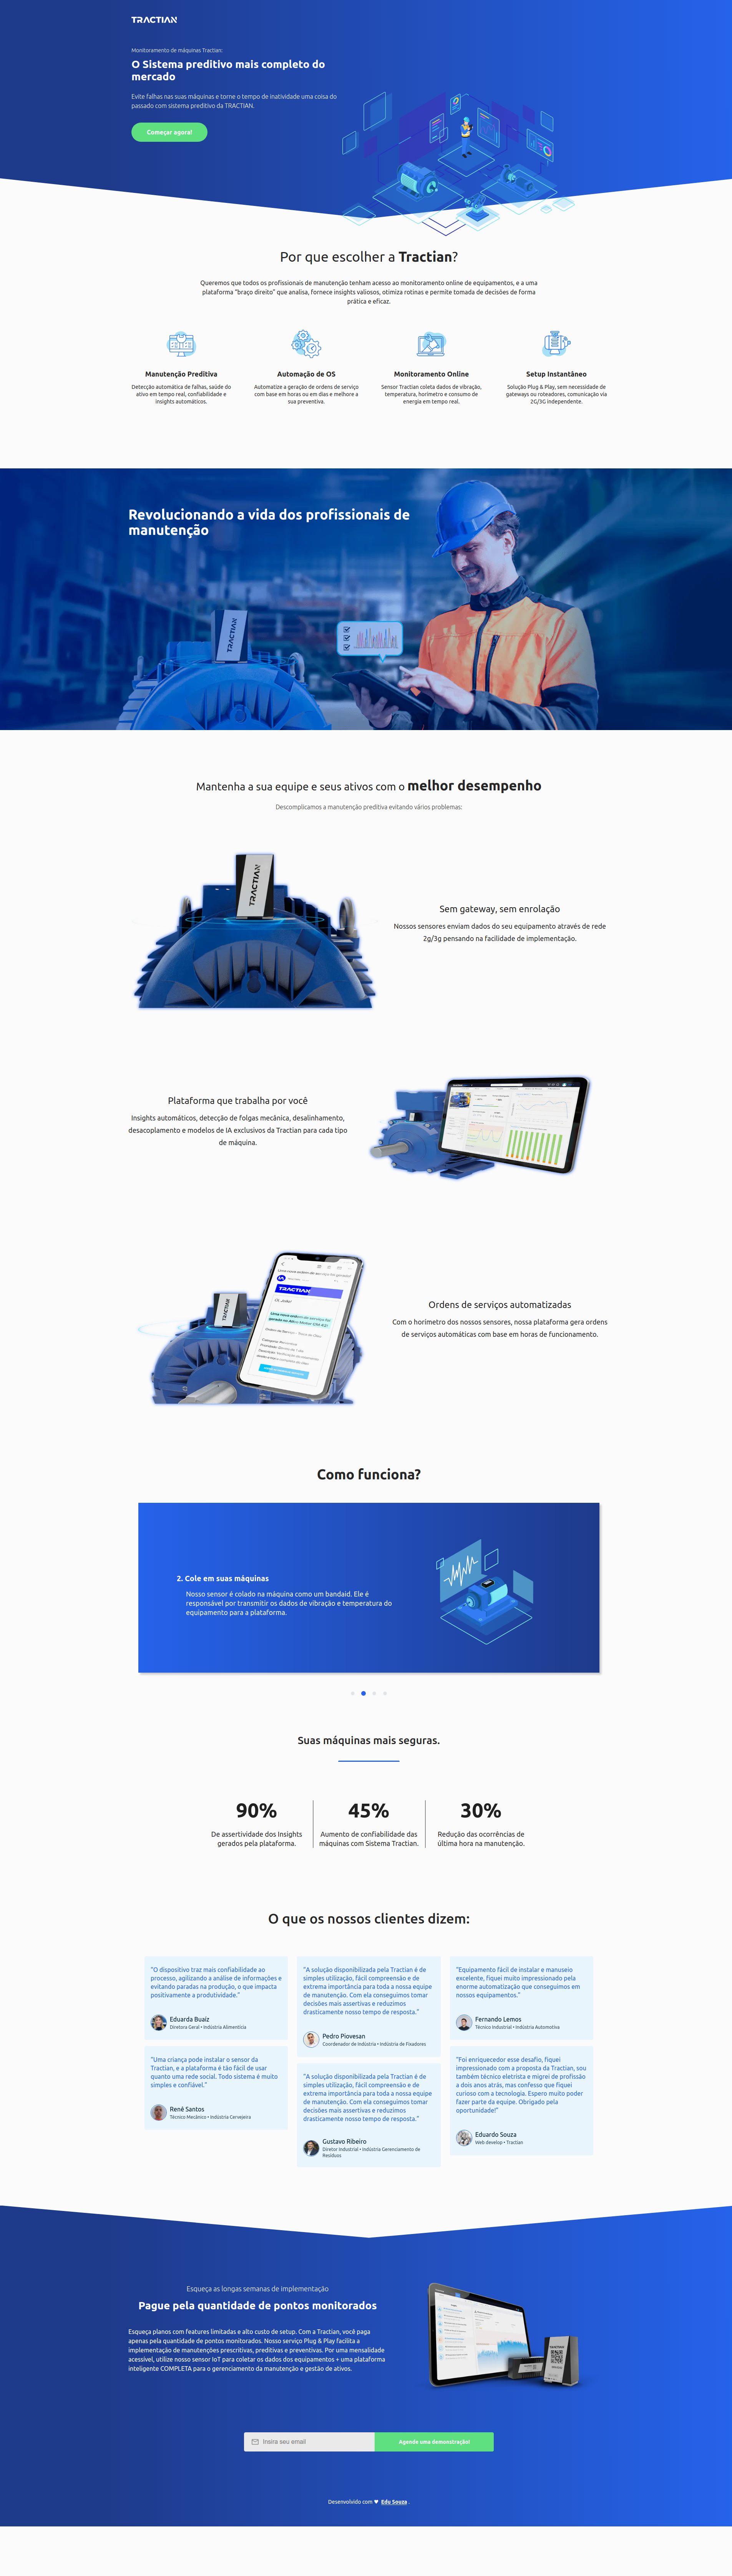 TRACTIAN
Monitoramento de máquinas Tractian:
O Sistema preditivo mais completo do
mercado
Evite falhas nas suas máquinas e torne o tempo de inatividade uma coisa do
passado com sistema preditivo da TRACTIAN.
Começar agora!
Por que escolher a Tractian?
Queremos que todos os profissionais de manutenção tenham acesso ao monitoramento online de equipamentos, e a uma
plataforma "braço direito" que analisa, fornece insights valiosos, otimiza rotinas e permite tomada de decisões de forma
prática e eficaz.
Manutenção Preditiva
Detecção automática de falhas, saúde do
ativo em tempo real, confiabilidade e
insights automáticos.
Automação de OS
Automatize a geração de ordens de serviço
com base em horas ou em dias e melhore a
sua preventiva.
Monitoramento Online
Sensor Tractian coleta dados de vibração,
temperatura, horímetro e consumo de
energia em tempo real.
Setup Instantâneo
Solução Plug & Play, sem necessidade de
gateways ou roteadores, comunicação via
2G/3G independente.
Revolucionando a vida dos profissionais de
manutenção
TRACTIAN
Mantenha a sua equipe e seus ativos com o melhor desempenho
Descomplicamos a manutenção preditiva evitando vários problemas:
TRACTIAN
Sem gateway, sem enrolação
Nossos sensores enviam dados do seu equipamento através de rede
2g/3g pensando na facilidade de implementação.
Plataforma que trabalha por você
Insights automáticos, detecção de folgas mecânica, desalinhamento,
desacoplamento e modelos de IA exclusivos da Tractian para cada tipo
de máquina.
TRACTIAN
TRACTIAN
Ordens de serviços automatizadas
Com o horímetro dos nossos sensores, nossa plataforma gera ordens
de serviços automáticas com base em horas de funcionamento.
Como funciona?
2. Cole em suas máquinas
Nosso sensor é colado na máquina como um bandaid. Ele é
responsável por transmitir os dados de vibração e temperatura do
equipamento para a plataforma.
Suas máquinas mais seguras.
90%
De assertividade dos Insights
gerados pela plataforma.
45%
Aumento de confiabilidade das
máquinas com Sistema Tractian.
30%
Redução das ocorrências de
última hora na manutenção.
O que os nossos clientes dizem:
"O dispositivo traz mais confiabilidade ao
processo, agilizando a análise de informações e
evitando paradas na produção, o que impacta
positivamente a produtividade."
Eduarda Buaiz
Diretora Geral • Indústria Alimentícia
"Uma criança pode instalar o sensor da
Tractian, e a plataforma é tão fácil de usar
quanto uma rede social. Todo sistema é muito
simples e confiável."
Renê Santos
Técnico Mecânico • Indústria Cervejeira
"A solução disponibilizada pela Tractian é de
simples utilização, fácil compreensão e de
extrema importância para toda a nossa equipe
de manutenção. Com ela conseguimos tomar
decisões mais assertivas e reduzimos
drasticamente nosso tempo de resposta."
Pedro Piovesan
Coordenador de Indústria • Indústria de Fixadores
"A solução disponibilizada pela Tractian é de
simples utilização, fácil compreensão e de
extrema importância para toda a nossa equipe
de manutenção. Com ela conseguimos tomar
decisões mais assertivas e reduzimos
drasticamente nosso tempo de resposta."
Gustavo Ribeiro
Diretor Industrial • Indústria Gerenciamento de
Resíduos
"Equipamento fácil de instalar e manuseio
excelente, fiquei muito impressionado pela
enorme automatização que conseguimos em
nossos equipamentos."
Fernando Lemos
Técnico Industrial • Indústria Automotiva
"Foi enriquecedor esse desafio, fiquei
impressionado com a proposta da Tractian, sou
também técnico eletrista e migrei de profissão
a dois anos atrás, mas confesso que fiquei
curioso com a tecnologia. Espero muito poder
fazer parte da equipe. Obrigado pela
oportunidade!"
Eduardo Souza
Web develop • Tractian
Esqueça as longas semanas de implementação
Pague pela quantidade de pontos monitorados
Esqueça planos com features limitadas e alto custo de setup. Com a Tractian, você paga
apenas pela quantidade de pontos monitorados. Nosso serviço Plug & Play facilita a
implementação de manutenções prescritivas, preditivas e preventivas. Por uma mensalidade
acessível, utilize nosso sensor IoT para coletar os dados dos equipamentos + uma plataforma
inteligente COMPLETA para o gerenciamento da manutenção e gestão de ativos.
Insira seu email
Agende uma demonstração!
Desenvolvido com ♥ Edu Souza.